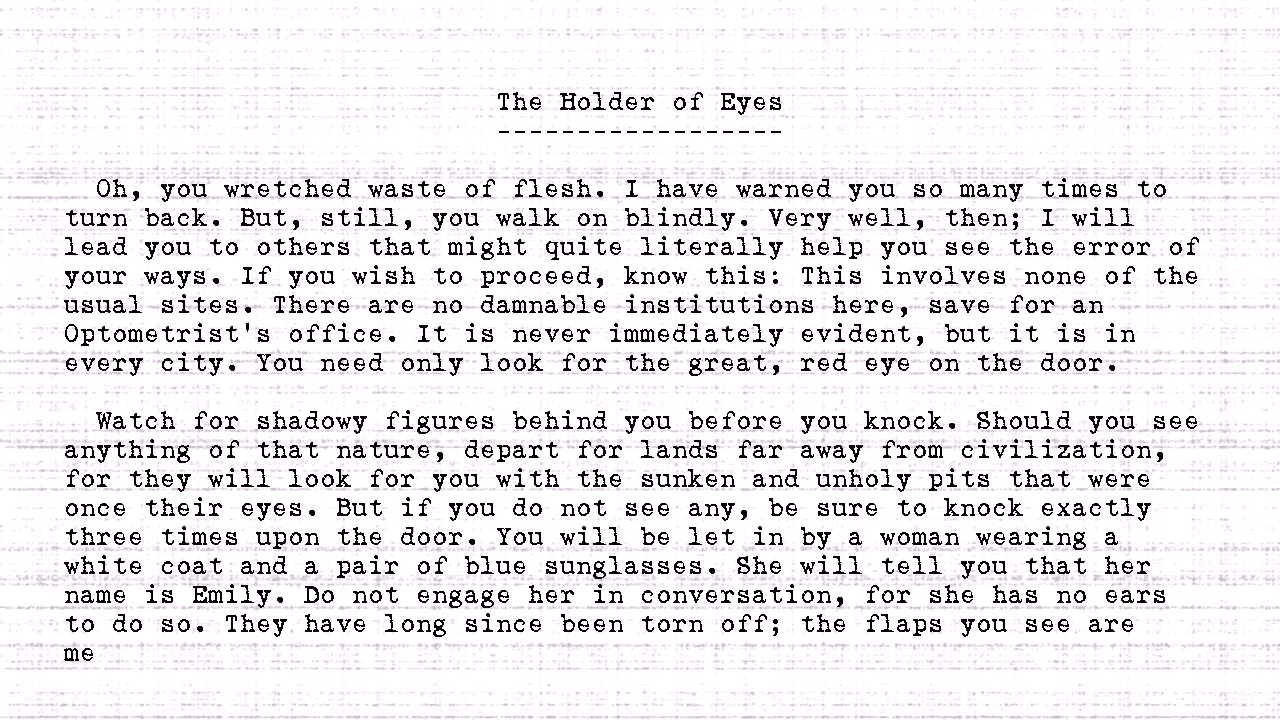 The Holder of Eyes
------------------
Oh, you wretched waste of flesh. I have warned you so many times to
turn back. But, still, you walk on blindly. Very well, then; I will
lead you to others that might quite literally help you see the error of
your ways. If you wish to proceed, know this: This involves none of the
usual sites. There are no damnable institutions here, save for an
Optometrist's office. It is never immediately evident, but it is in
every city. You need only look for the great, red eye on the door.
Watch for shadowy figures behind you before you knock. Should you see
anything of that nature, depart for lands far away from civilization,
for they will look for you with the sunken and unholy pits that were
once their eyes. But if you do not see any, be sure to knock exactly
three times upon the door. You will be let in by a woman wearing a
white coat and a pair of blue sunglasses. She will tell you that her
name is Emily. Do not engage her in conversation, for she has no ears
to do so. They have long since been torn off; the flaps you see are
me